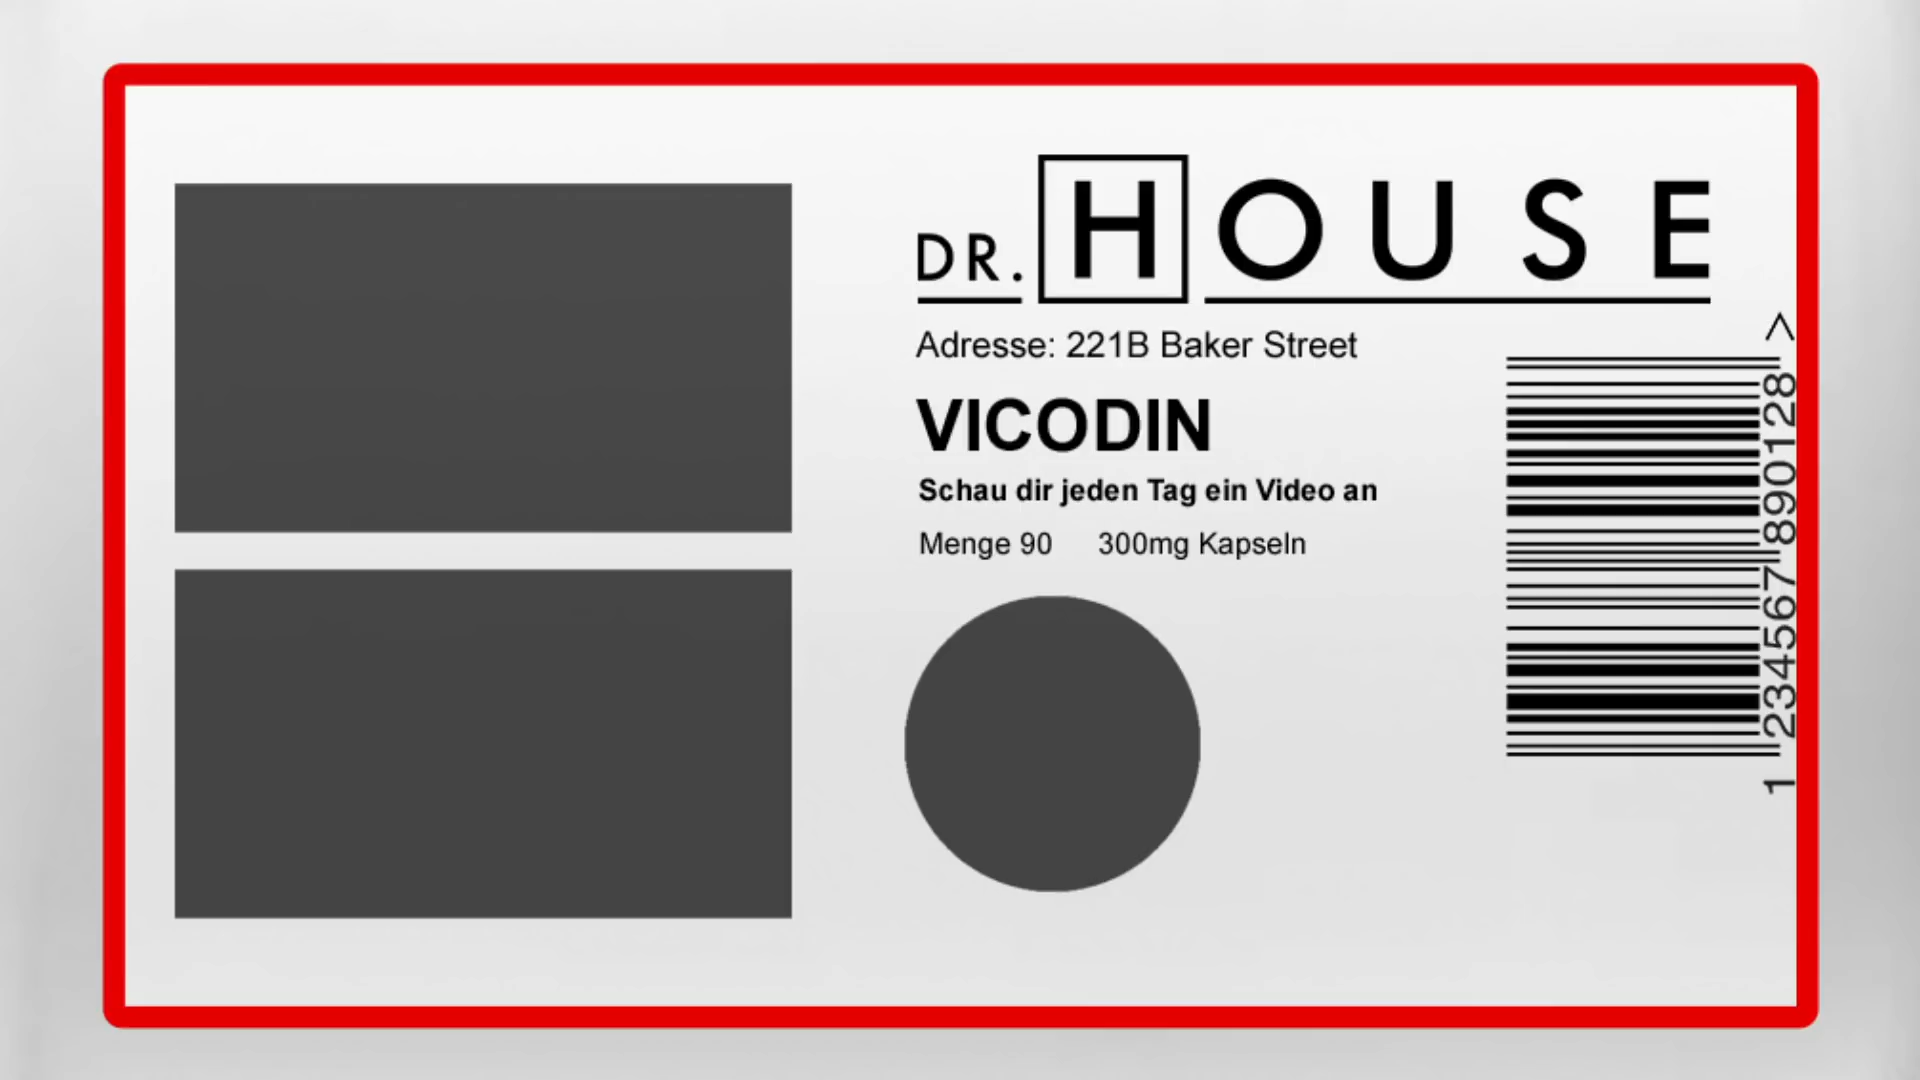 DR. HOUSE
Adresse: 221B Baker Street
VICODIN
Schau dir jeden Tag ein Video an
Menge 90 300mg Kapseln
1 234567 890128 >